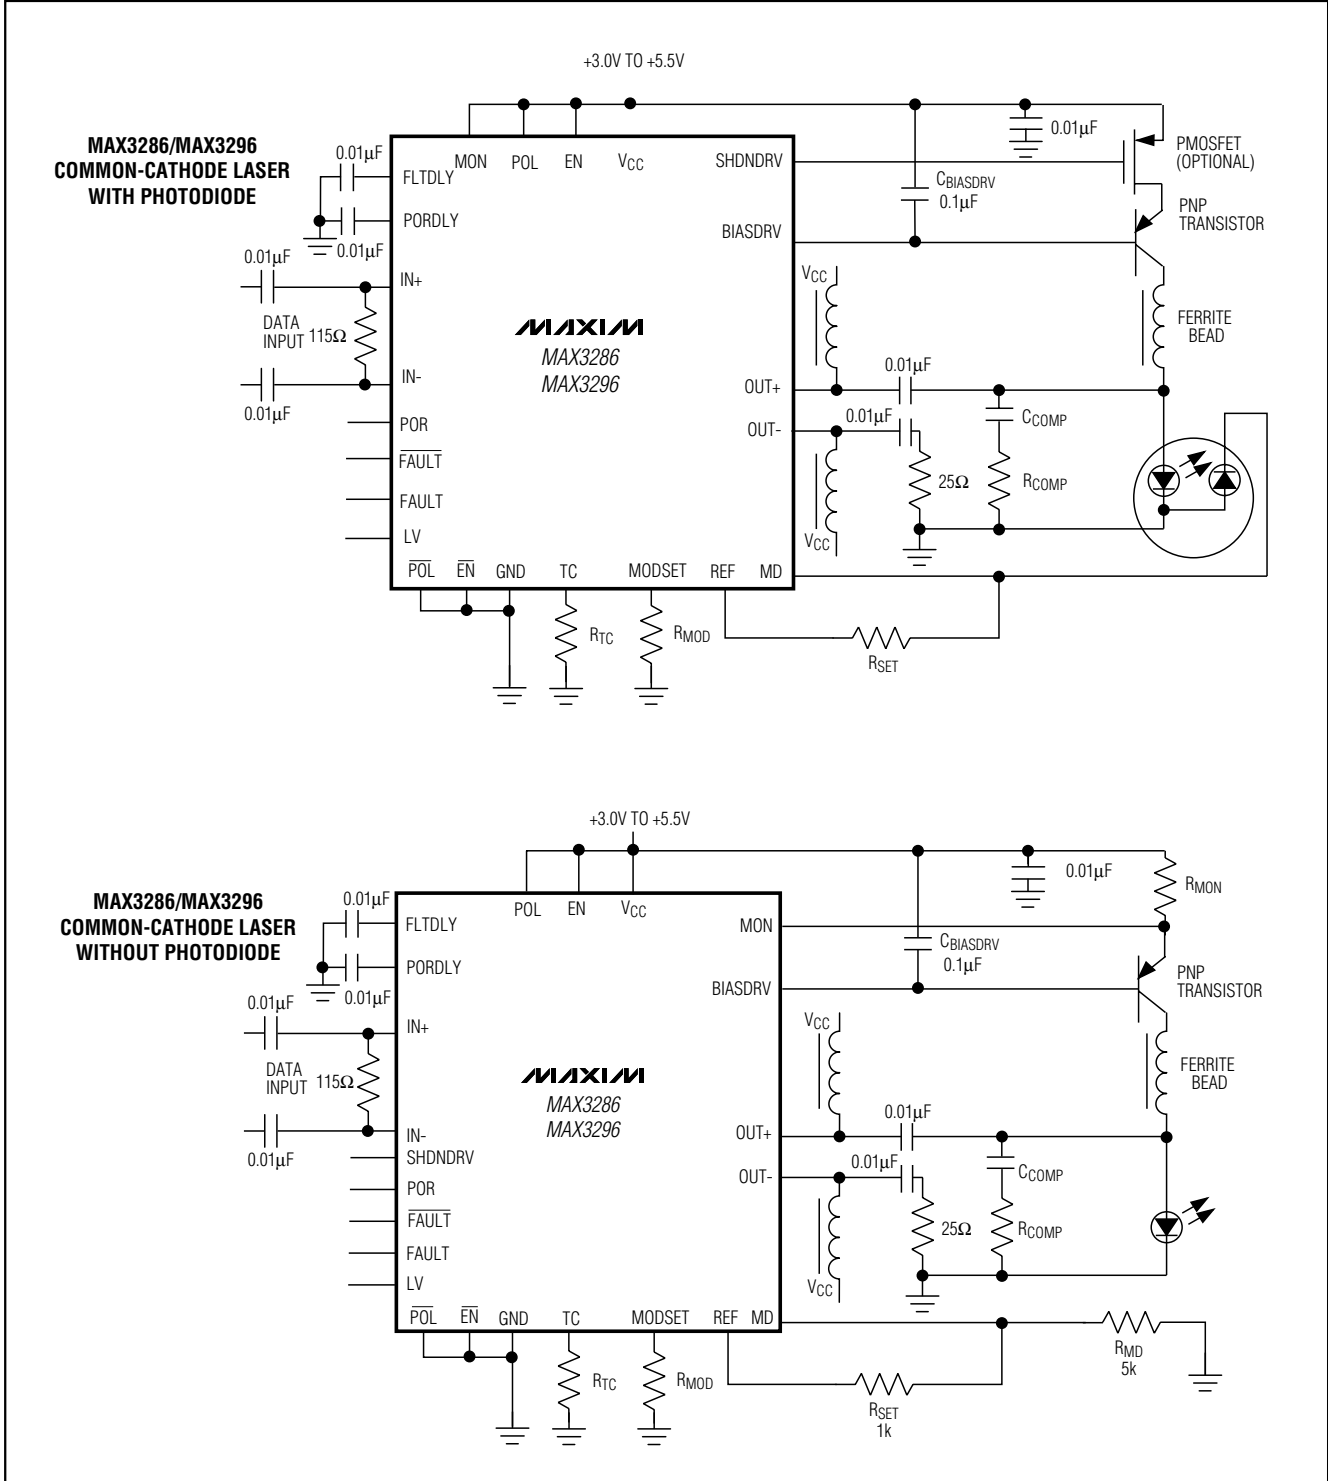 +3.0V TO +5.5V
MAX3286/MAX3296
COMMON-CATHODE LASER
WITH PHOTODIODE
0.01µF
FLTDLY
MON
POL
EN
VCC
SHDNDRV
0.01µF
PMOSFET
(OPTIONAL)
CBIASDRV
0.1µF
PNP
TRANSISTOR
PORDLY
0.01µF
BIASDRV
0.01µF
IN+
VCC
DATA
INPUT
115Ω
MAXIM
MAX3286
MAX3296
FERRITE
BEAD
0.01µF
IN-
OUT+
0.01µF
0.01µF
CCOMP
POR
OUT-
FAULT
25Ω
RCOMP
FAULT
LV
VCC
POL
EN
GND
TC
MODSET
REF
MD
RTC
RMOD
RSET
+3.0V TO +5.5V
MAX3286/MAX3296
COMMON-CATHODE LASER
WITHOUT PHOTODIODE
0.01µF
FLTDLY
POL
EN
VCC
MON
0.01µF
RMON
CBIASDRV
0.1µF
PNP
TRANSISTOR
PORDLY
0.01µF
BIASDRV
0.01µF
IN+
VCC
DATA
INPUT
115Ω
MAXIM
MAX3286
MAX3296
FERRITE
BEAD
0.01µF
IN-
OUT+
0.01µF
SHDNDRV
0.01µF
CCOMP
OUT-
POR
FAULT
25Ω
RCOMP
FAULT
LV
VCC
POL
EN
GND
TC
MODSET
REF
MD
RMD
5k
RTC
RMOD
RSET
1k